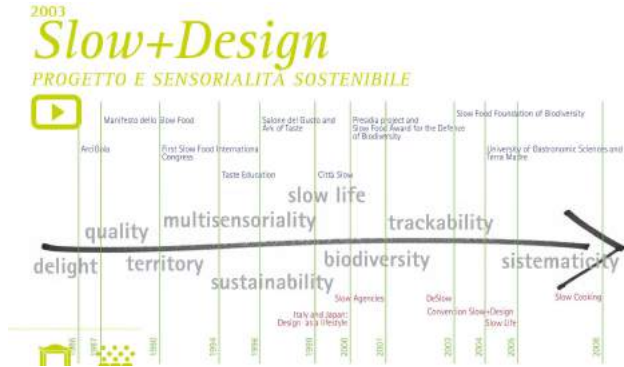 2003
Slow+Design
PROGETTO E SENSORIALITÀ SOSTENIBILE
Manifesto dello Slow Food
Salone del Gusto and
Ark of Taste
Presidia project and
Slow Food Award for the Defense
of Biodiversity
Slow Food Foundation of Biodiversity
ArciGola
First Slow Food International
Congress
University of Gastronomic Sciences and
Terra Madre
Taste Education
Città Slow
slow life
quality
multisensoriality
trackability
delight
territory
sustainability
biodiversity
sistematicity
Slow Agencies
DeSlow
Slow Cooking
Italy and Japan:
Design as a lifestyle
Convention Slow+Design
Slow Life
1986
1987
1990
1994
1996
1999
2000
2001
2003
2004
2005
2008